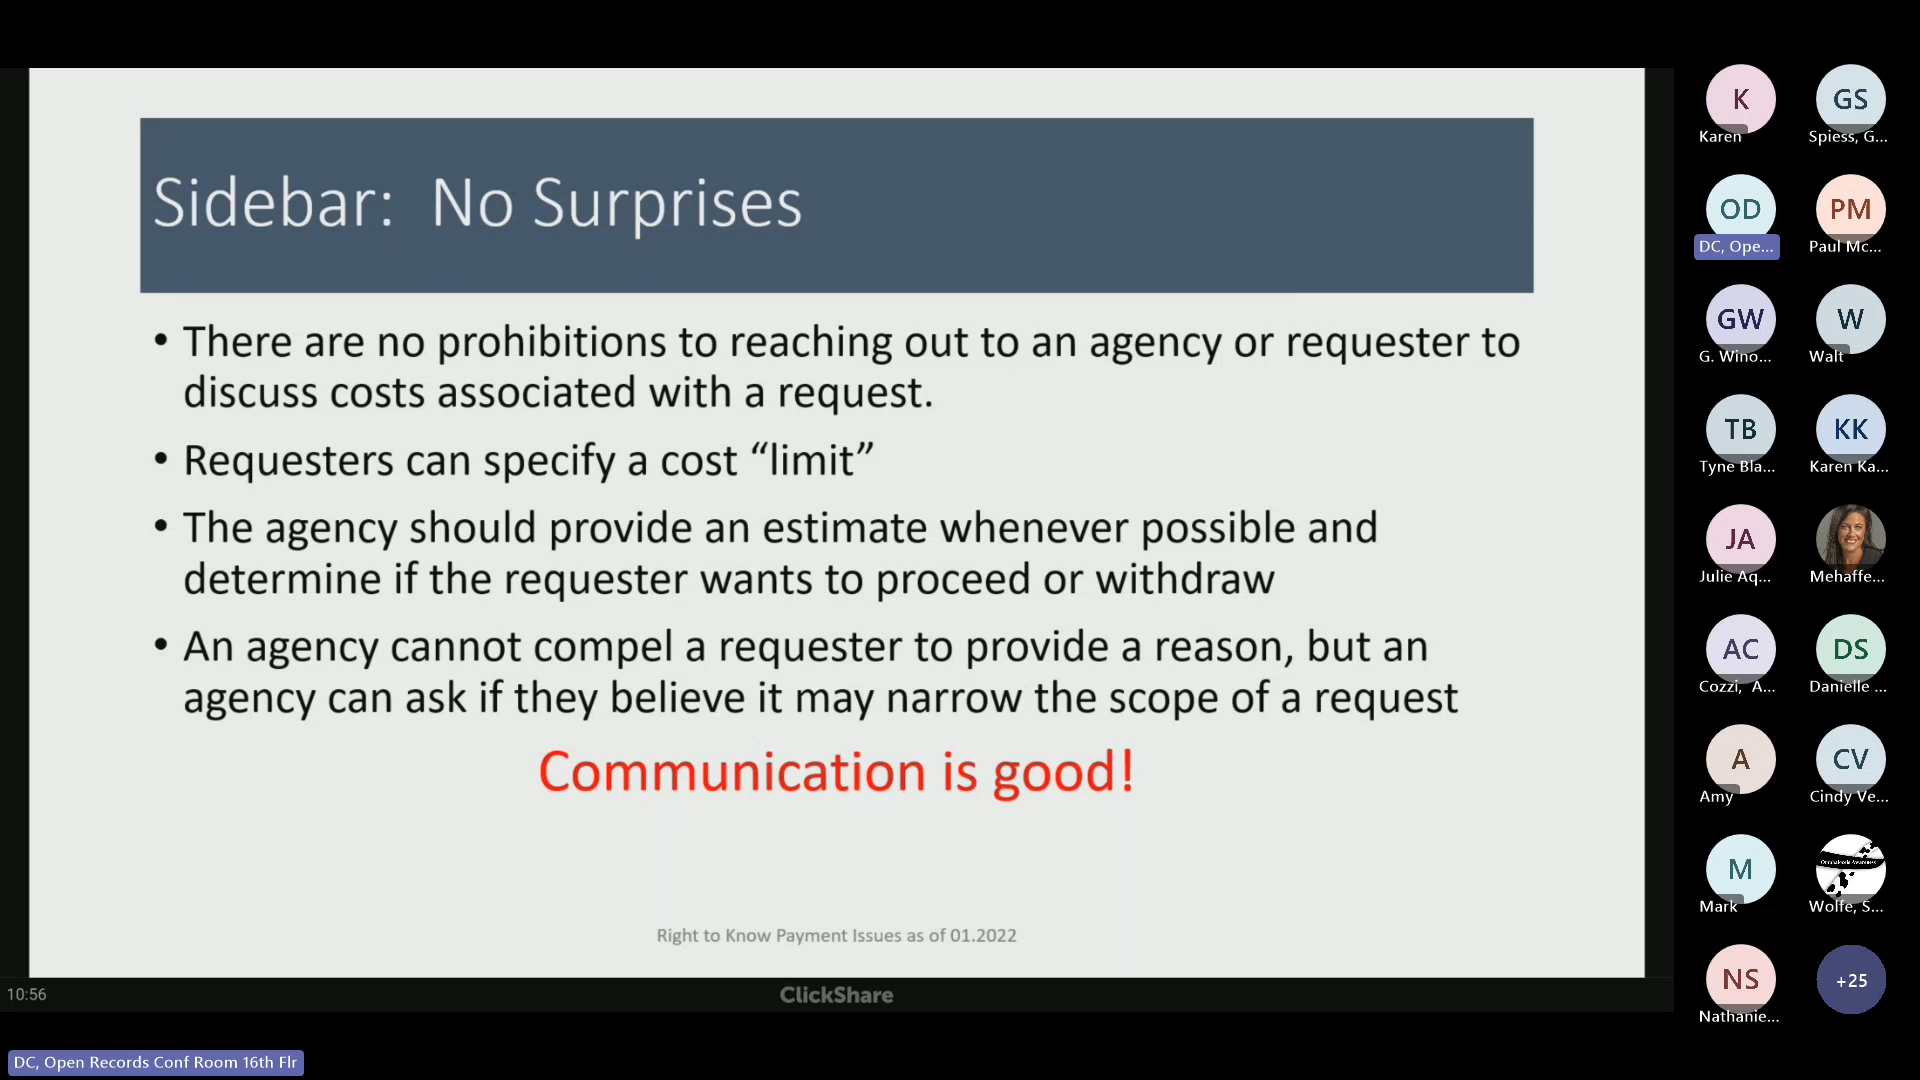 Sidebar:  No Surprises
• There are no prohibitions to reaching out to an agency or requester to
discuss costs associated with a request.
• Requesters can specify a cost “limit”
• The agency should provide an estimate whenever possible and
determine if the requester wants to proceed or withdraw
• An agency cannot compel a requester to provide a reason, but an
agency can ask if they believe it may narrow the scope of a request
Communication is good!
Right to Know Payment Issues as of 01.2022
10:56
ClickShare
DC, Open Records Conf Room 16th Flr
K
Karen
GS
Spiess, G...
OD
DC, Ope...
PM
Paul Mc...
GW
G. Wino...
W
Walt
TB
Tyne Bla...
KK
Karen Ka...
JA
Julie Aq...
Mehaffe...
AC
Cozzi,  A...
DS
Danielle ...
A
Amy
CV
Cindy Ve...
M
Mark
Wolfe, S...
NS
Nathanie...
+25